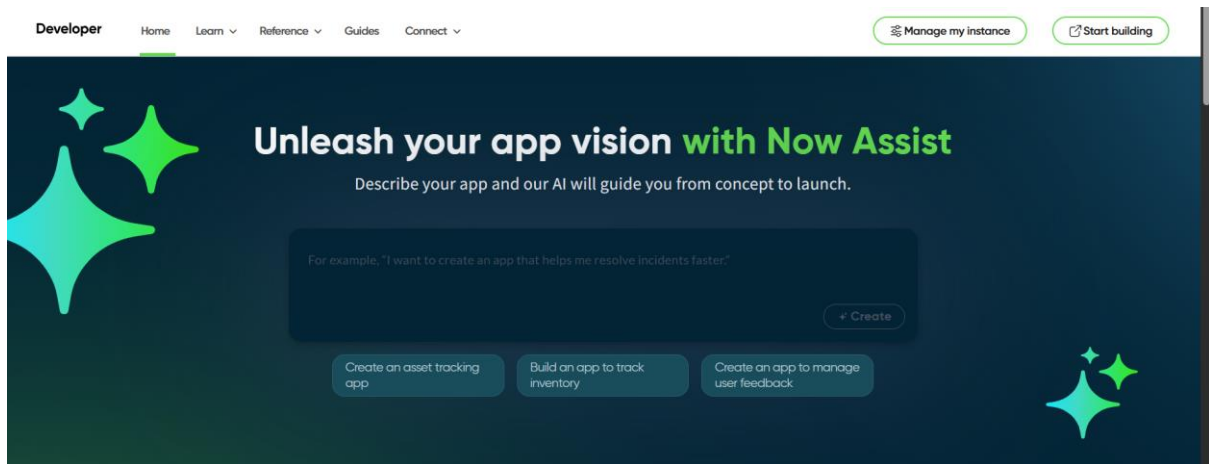 Developer
Home
Learn
Reference
Guides
Connect
Manage my instance
Start building
Unleash your app vision with Now Assist
Describe your app and our AI will guide you from concept to launch.
For example, "I want to create an app that helps me resolve incidents faster."
Create
Create an asset tracking
app
Build an app to track
inventory
Create an app to manage
user feedback